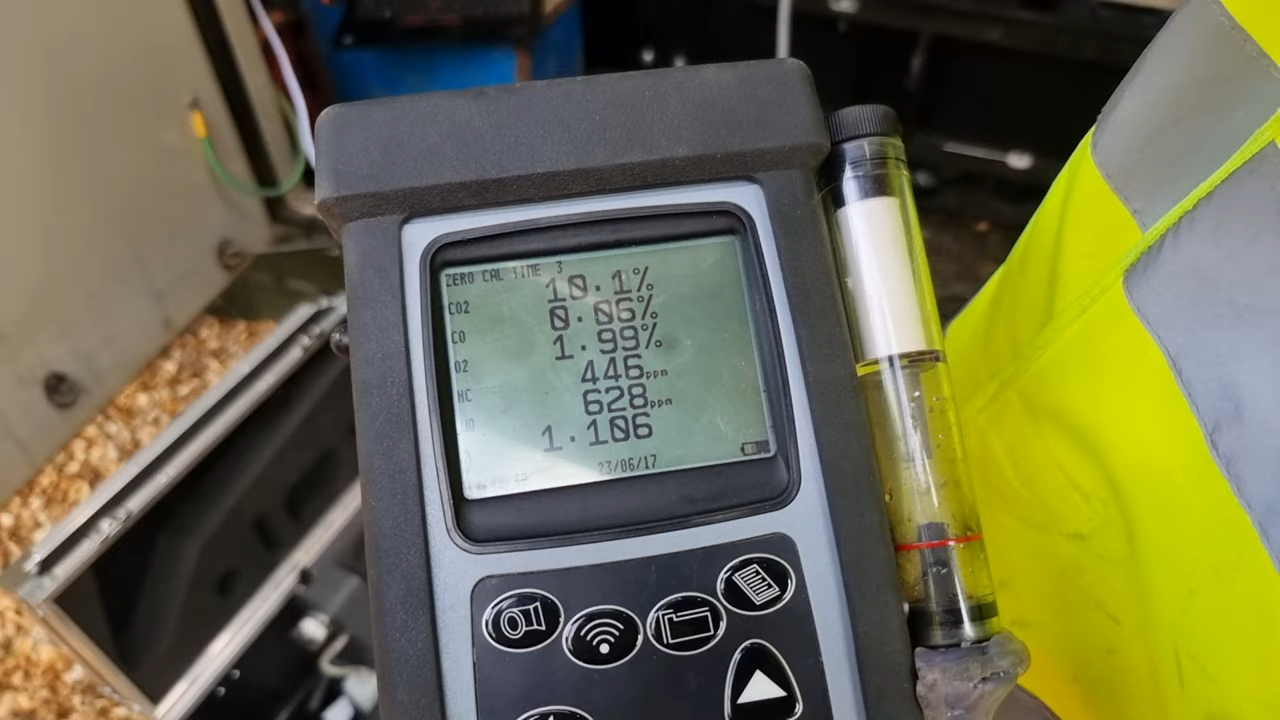 ZERO CAL TIME 3
CO2 10.1%
CO 0.06%
O2 1.99%
HC 446ppm
628ppm
1.106
23/06/17